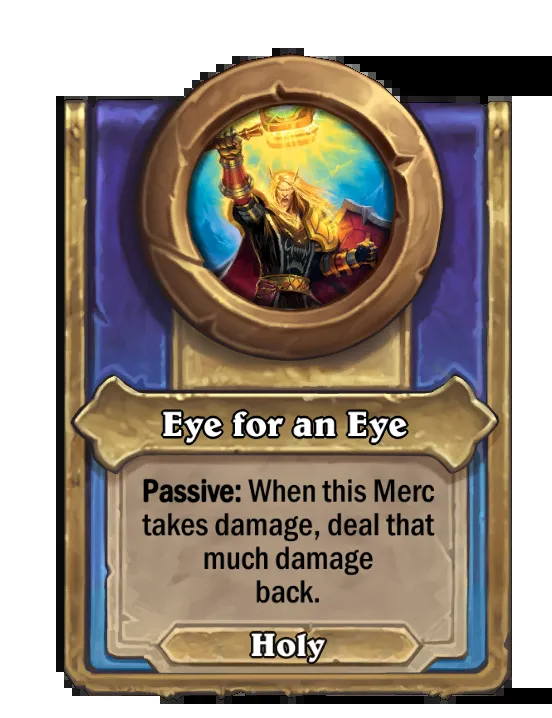 Eye for an Eye
Passive: When this Merc
takes damage, deal that
much damage
back.
Holy